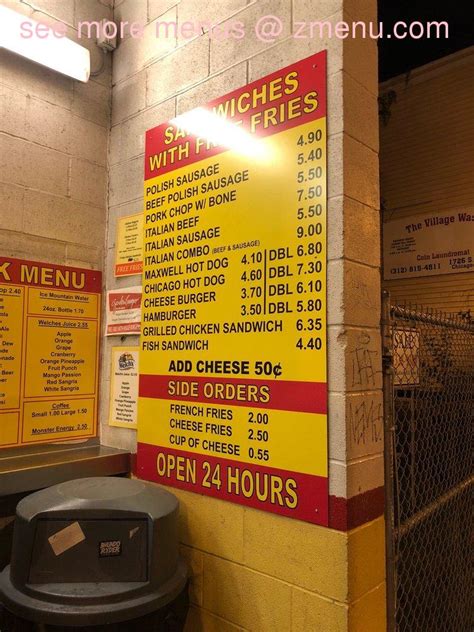 see more menus @ zmenu.com
SANDWICHES
WITH FREE FRIES
POLISH SAUSAGE 4.90
BEEF POLISH SAUSAGE 5.40
PORK CHOP W/ BONE 5.50
ITALIAN BEEF 7.50
ITALIAN SAUSAGE 5.50
ITALIAN COMBO (BEEF & SAUSAGE) 9.00
MAXWELL HOT DOG 4.10 DBL 6.80
CHICAGO HOT DOG 4.60 DBL 7.30
CHEESE BURGER 3.70 DBL 6.10
HAMBURGER 3.50 DBL 5.80
GRILLED CHICKEN SANDWICH 6.35
FISH SANDWICH 4.40
ADD CHEESE 50¢
SIDE ORDERS
FRENCH FRIES 2.00
CHEESE FRIES 2.50
CUP OF CHEESE 0.55
OPEN 24 HOURS
K MENU
op 2.40
Ice Mountain Water
24oz. Bottle 1.70
Welches Juice 2.55
Apple
Orange
Grape
Cranberry
Orange Pineapple
Fruit Punch
Mango Passion
Red Sangria
White Sangria
Coffee
Small 1.00 Large 1.50
Monster Energy
FREE FRIES
Welch's
The Village Wa
Coin Laundromat
1726 S
Chicago